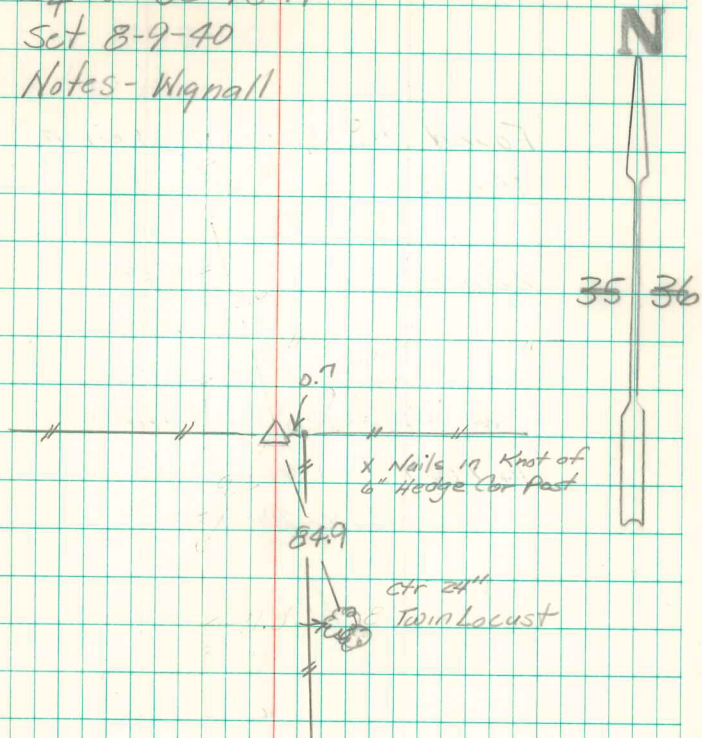 Set 8-9-40
Notes - Wignall
N
35 36
0.7
X Nails in Knot of
6" Hedge Cor Post
84.9
Ctr 24"
Twin Locust